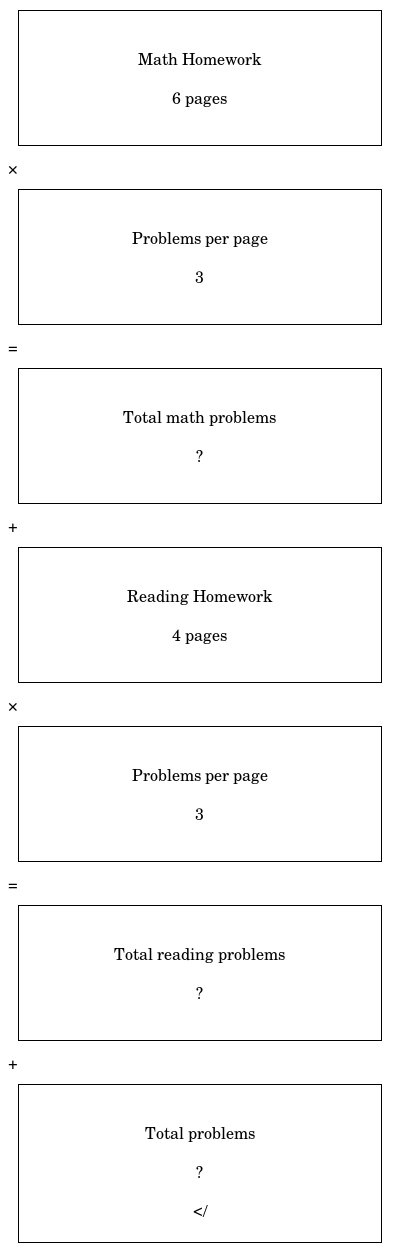 Math Homework
6 pages
×
Problems per page
3
=
Total math problems
?
+
Reading Homework
4 pages
×
Problems per page
3
=
Total reading problems
?
+
Total problems
?
</